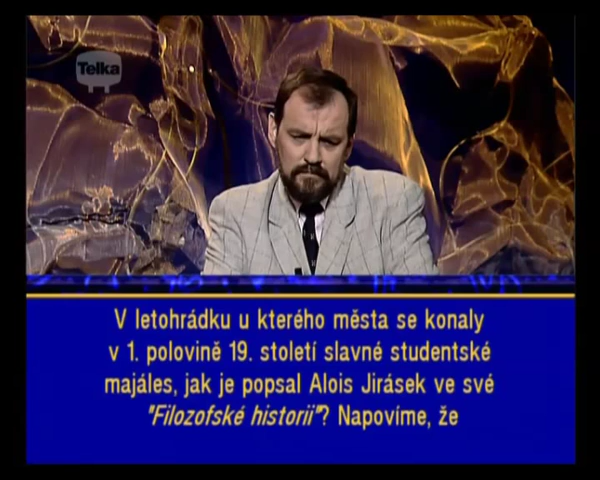 Telka
V letohrádku u kterého města se konaly
v 1. polovině 19. století slavné studentské
majáles, jak je popsal Alois Jirásek ve své
"Filozofské historii"? Napovíme, že